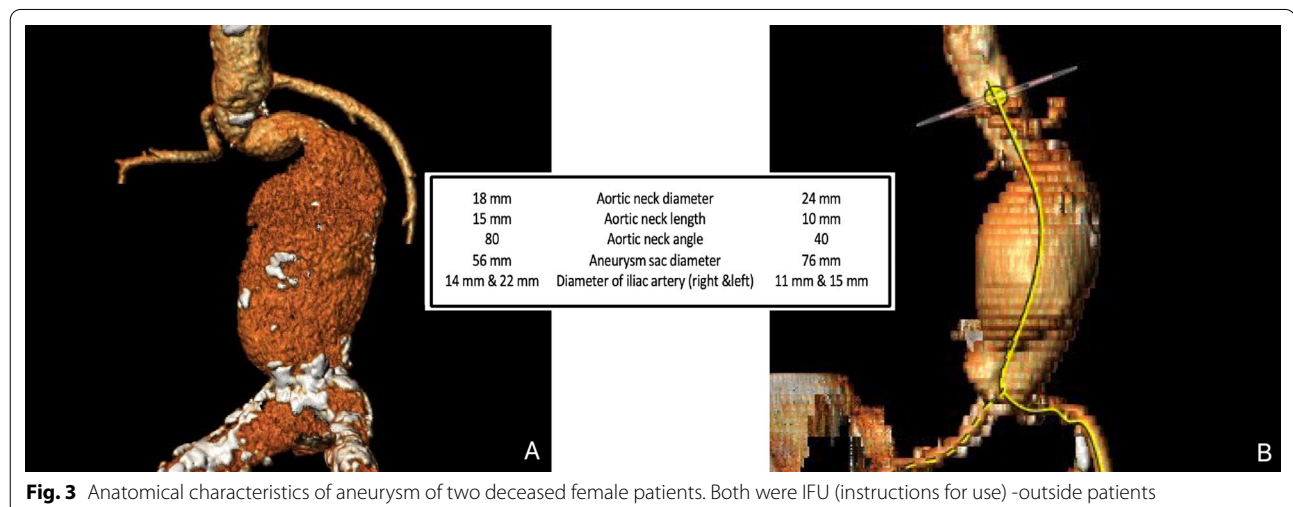 18 mm Aortic neck diameter 24 mm
15 mm Aortic neck length 10 mm
80 Aortic neck angle 40
56 mm Aneurysm sac diameter 76 mm
14 mm & 22 mm Diameter of iliac artery (right &left) 11 mm & 15 mm
A
B
Fig. 3 Anatomical characteristics of aneurysm of two deceased female patients. Both were IFU (instructions for use) -outside patients